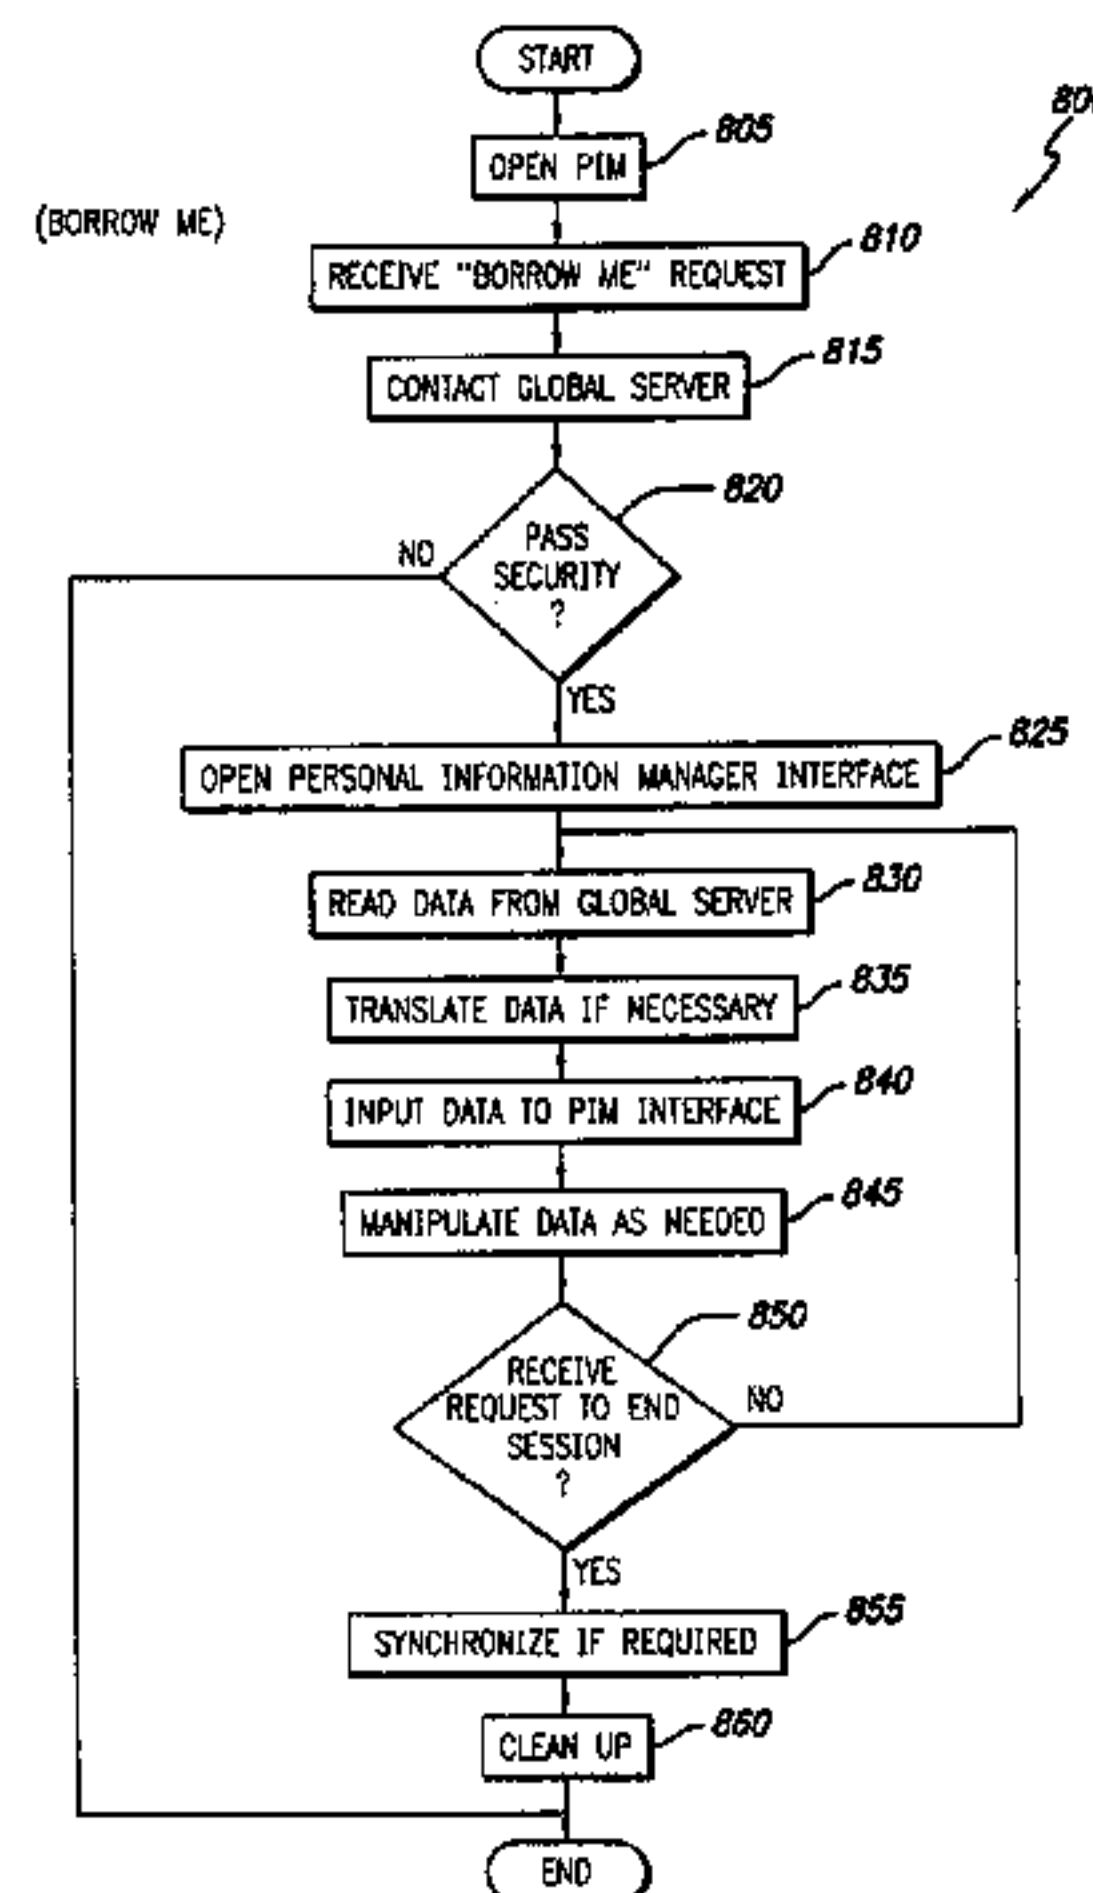 START
805
OPEN PIM
(BORROW ME)
810
RECEIVE "BORROW ME" REQUEST
815
CONTACT GLOBAL SERVER
820
PASS
SECURITY
?
NO
YES
825
OPEN PERSONAL INFORMATION MANAGER INTERFACE
830
READ DATA FROM GLOBAL SERVER
835
TRANSLATE DATA IF NECESSARY
840
INPUT DATA TO PIM INTERFACE
845
MANIPULATE DATA AS NEEDED
850
RECEIVE
REQUEST TO END
SESSION
?
NO
YES
855
SYNCHRONIZE IF REQUIRED
860
CLEAN UP
END